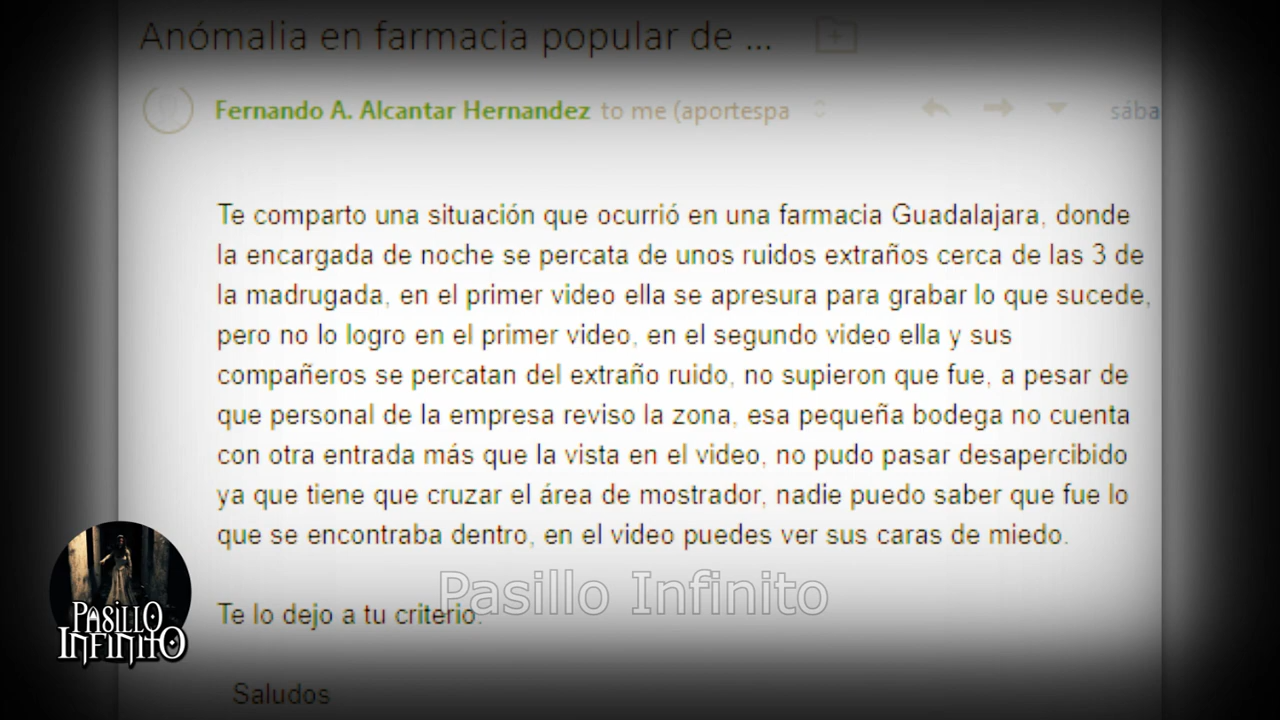 Anómalia en farmacia popular de ...
Fernando A. Alcantar Hernandez to me (aportespa
sába
Te comparto una situación que ocurrió en una farmacia Guadalajara, donde
la encargada de noche se percata de unos ruidos extraños cerca de las 3 de
la madrugada, en el primer video ella se apresura para grabar lo que sucede,
pero no lo logro en el primer video, en el segundo video ella y sus
compañeros se percatan del extraño ruido, no supieron que fue, a pesar de
que personal de la empresa reviso la zona, esa pequeña bodega no cuenta
con otra entrada más que la vista en el video, no pudo pasar desapercibido
ya que tiene que cruzar el área de mostrador, nadie puedo saber que fue lo
que se encontraba dentro, en el video puedes ver sus caras de miedo.
Pasillo Infinito
Te lo dejo a tu criterio.
PASILLO
INFINITO
Saludos